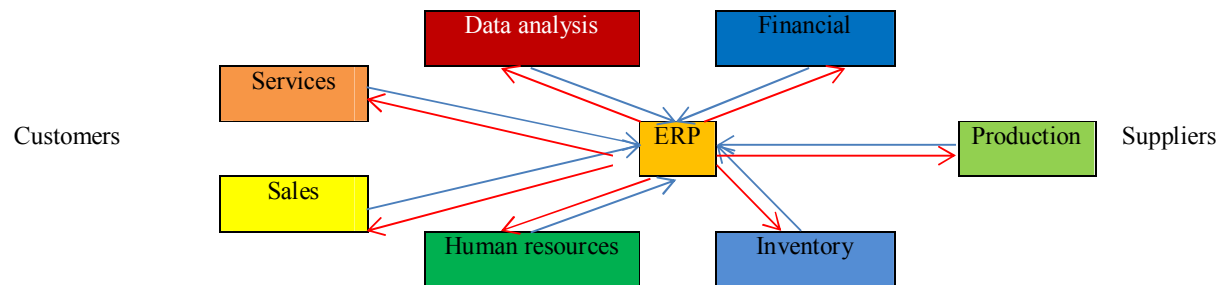 Data analysis
Financial
Services
Customers
ERP
Production
Suppliers
Sales
Human resources
Inventory